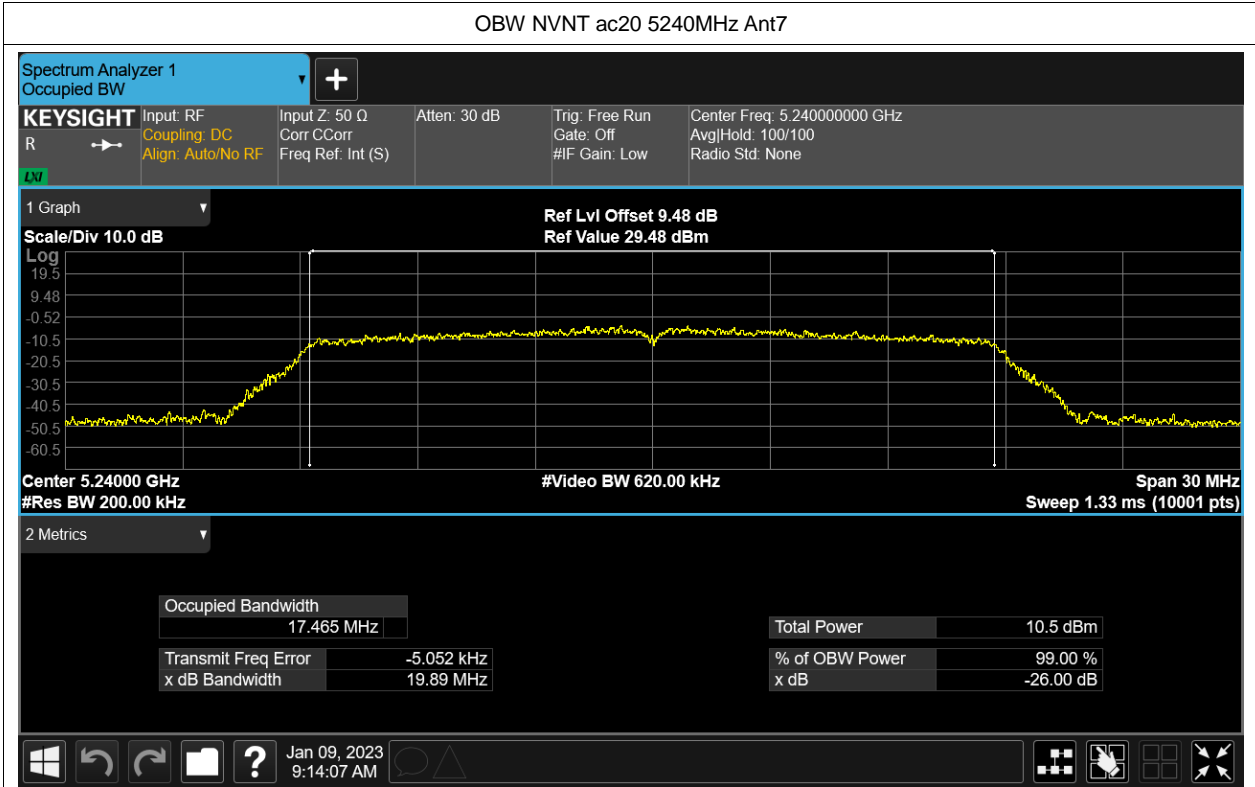 OBW NVNT ac20 5240MHz Ant7
Spectrum Analyzer 1
Occupied BW
KEYSIGHT
R
LXI
Input: RF
Coupling: DC
Align: Auto/No RF
Input Z: 50 Ω
Corr CCorr
Freq Ref: Int (S)
Atten: 30 dB
Trig: Free Run
Gate: Off
#IF Gain: Low
Center Freq: 5.240000000 GHz
Avg|Hold: 100/100
Radio Std: None
1 Graph
Scale/Div 10.0 dB
Ref Lvl Offset 9.48 dB
Ref Value 29.48 dBm
Log
19.5
9.48
-0.52
-10.5
-20.5
-30.5
-40.5
-50.5
-60.5
Center 5.24000 GHz
#Video BW 620.00 kHz
Span 30 MHz
#Res BW 200.00 kHz
Sweep 1.33 ms (10001 pts)
2 Metrics
Occupied Bandwidth
17.465 MHz
Total Power 10.5 dBm
Transmit Freq Error -5.052 kHz
% of OBW Power 99.00 %
x dB Bandwidth 19.89 MHz
x dB -26.00 dB
?
Jan 09, 2023
9:14:07 AM